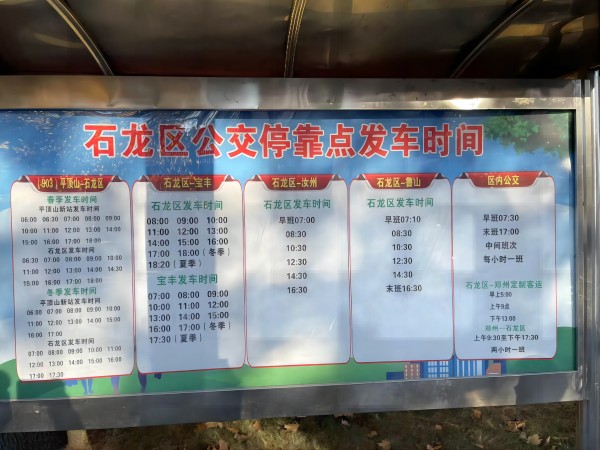 石龙区公交停靠点发车时间
903 平顶山-石龙区
春季发车时间
平顶山新站发车时间
06:00 06:30 07:00 08:00 09:00
10:00 11:00 12:00 13:00 14:00
15:00 16:00 17:00 18:00
石龙区发车时间
06:30 07:00 08:00 09:00 10:00
11:00 12:00 13:00 14:00 14:30
15:00 16:00 17:00 18:00
冬季发车时间
平顶山新站发车时间
06:00 07:00 08:00 09:00 10:00
11:00 12:00 13:00 14:00 15:00
16:00 17:00
石龙区发车时间
07:00 08:00 09:00 10:00 11:00
12:00 13:00 14:00 15:00 16:00
17:00 17:30
石龙区-宝丰
石龙区发车时间
08:00 09:00 10:00
11:00 12:00 13:00
14:00 15:00 16:00
17:00 18:00(冬季)
18:20(夏季)
宝丰发车时间
07:00 08:00 09:00
10:00 11:00 12:00
13:00 14:00 15:00
16:00 17:00(冬季)
17:30(夏季)
石龙区-汝州
石龙区发车时间
早班07:00
08:30
10:30
12:30
14:30
16:30
石龙区-鲁山
石龙区发车时间
早班07:10
08:30
10:30
12:30
14:30
末班16:30
区内公交
早班07:30
末班17:00
中间班次
每小时一班
石龙区-郑州定制客运
早上5:00
上午9点
下午13:00
郑州-石龙区
上午9:30至下午17:30
两小时一班